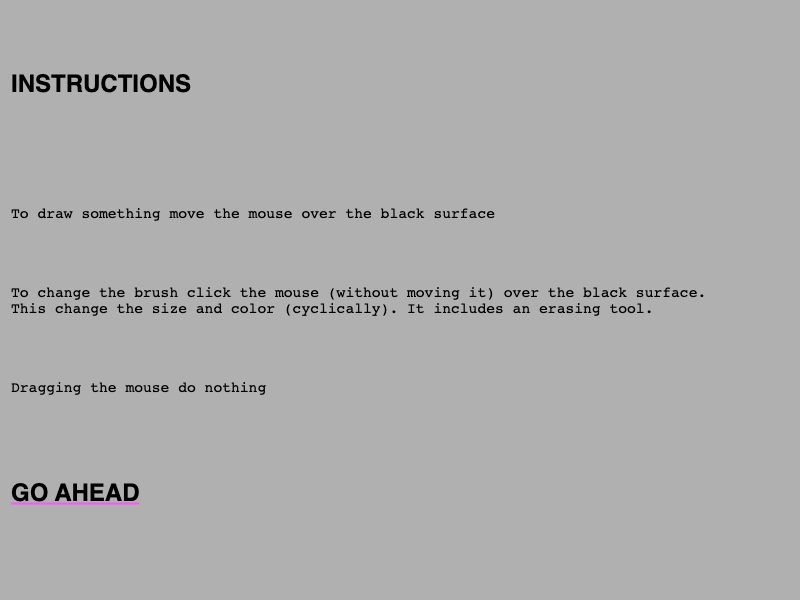 INSTRUCTIONS
To draw something move the mouse over the black surface
To change the brush click the mouse (without moving it) over the black surface.
This change the size and color (cyclically). It includes an erasing tool.
Dragging the mouse do nothing
GO AHEAD